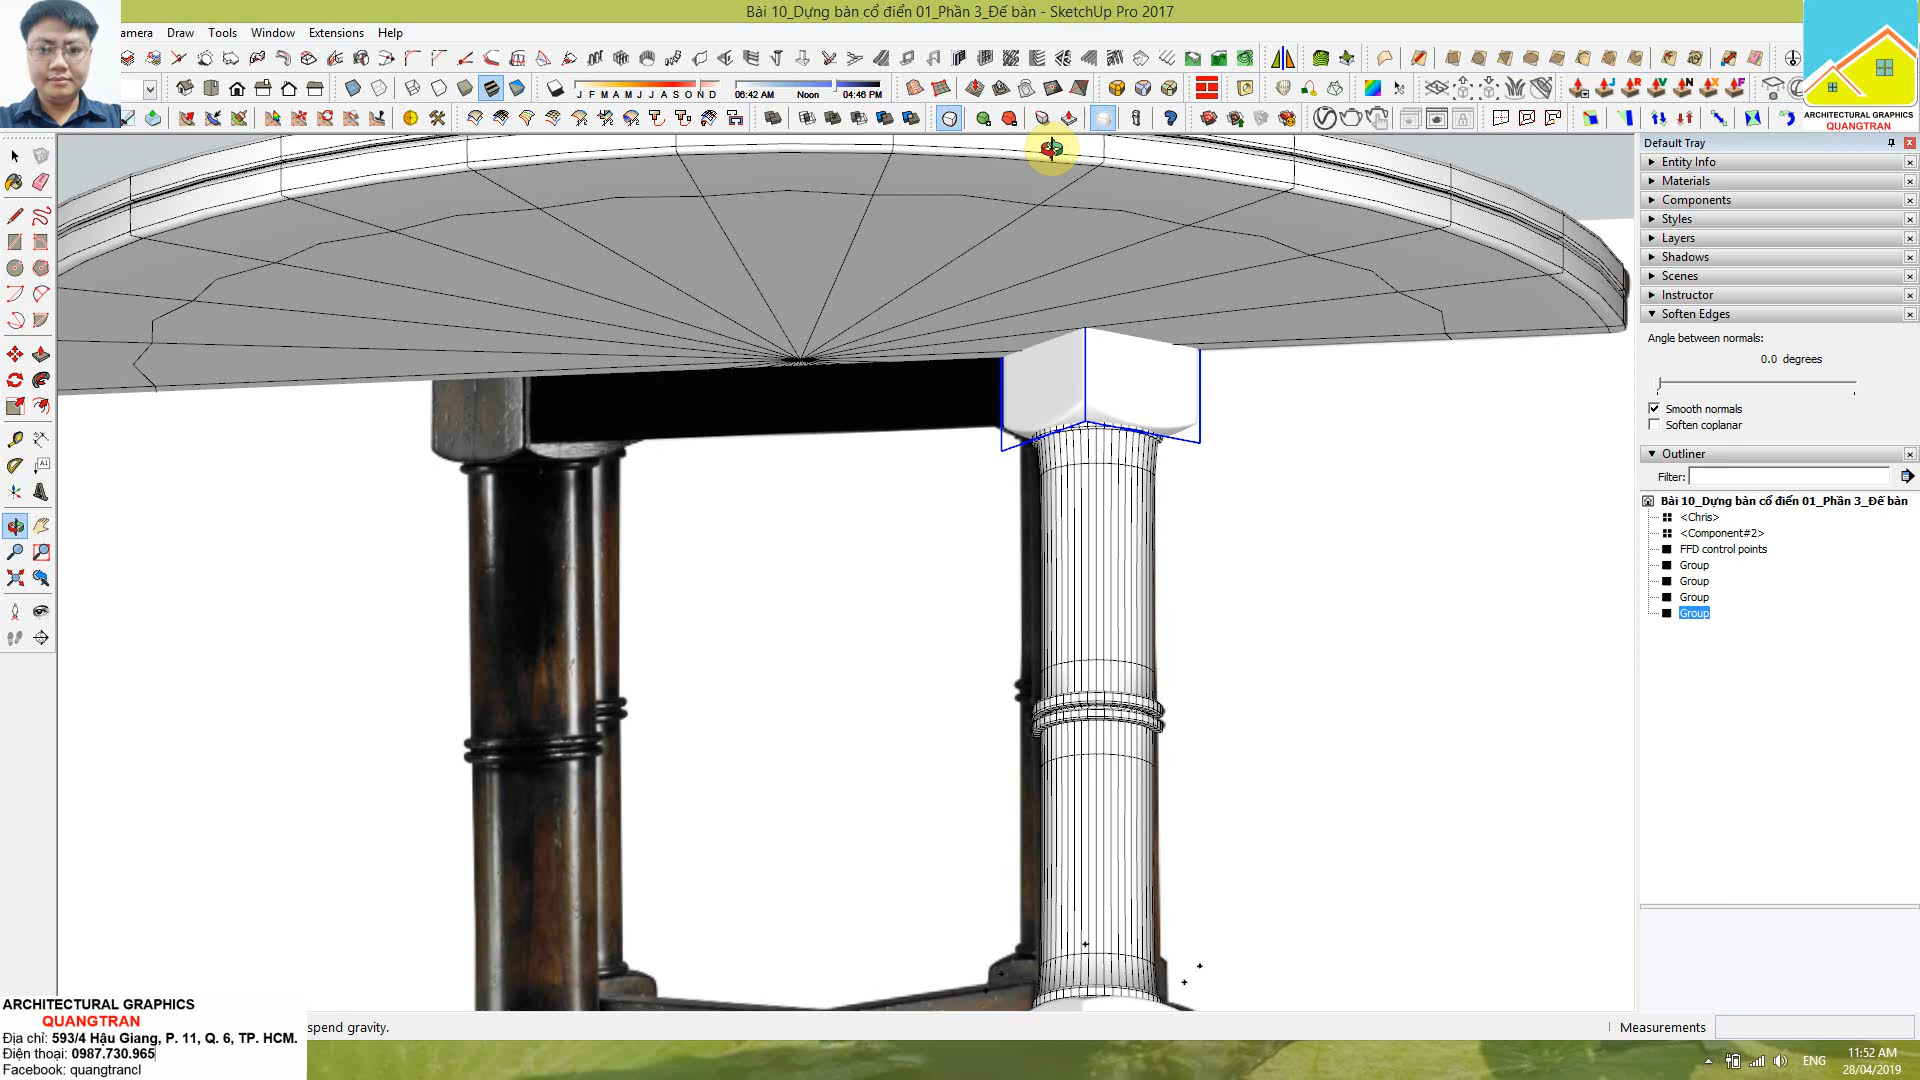 Bài 10_Dựng bàn cổ điển 01_Phần 3_Đế bàn - SketchUp Pro 2017
amera Draw Tools Window Extensions Help
J F M A M J J A S O N D
06:42 AM Noon 04:46 PM
ARCHITECTURAL GRAPHICS
QUANGTRAN
Default Tray
Entity Info
Materials
Components
Styles
Layers
Shadows
Scenes
Instructor
Soften Edges
Angle between normals:
0.0 degrees
Smooth normals
Soften coplanar
Outliner
Filter:
Bài 10_Dựng bàn cổ điển 01_Phần 3_Đế bàn
<Chris>
<Component#2>
FFD control points
Group
Group
Group
Group
ARCHITECTURAL GRAPHICS
QUANGTRAN
Địa chỉ: 593/4 Hậu Giang, P. 11, Q. 6, TP. HCM.
Điện thoại: 0987.730.965
Facebook: quangtrancl
spend gravity.
Measurements
ENG
11:52 AM
28/04/2019